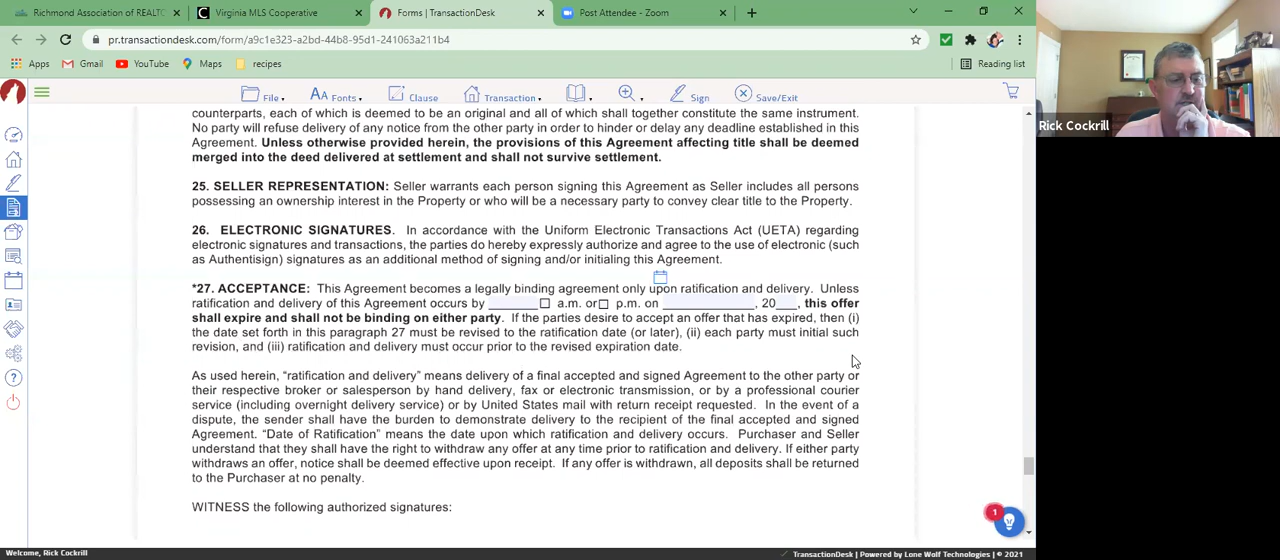 Richmond Association of REALTO
Virginia MLS Cooperative
Forms | TransactionDesk
Post Attendee - Zoom
pr.transactiondesk.com/form/a9c1e323-a2bd-44b8-95d1-241063a211b4
Apps Gmail YouTube Maps recipes Reading list
File Fonts Clause Transaction Sign Save/Exit
Rick Cockrill
counterparts, each of which is deemed to be an original and all of which shall together constitute the same instrument.
No party will refuse delivery of any notice from the other party in order to hinder or delay any deadline established in this
Agreement. Unless otherwise provided herein, the provisions of this Agreement affecting title shall be deemed
merged into the deed delivered at settlement and shall not survive settlement.
25. SELLER REPRESENTATION: Seller warrants each person signing this Agreement as Seller includes all persons
possessing an ownership interest in the Property or who will be a necessary party to convey clear title to the Property.
26. ELECTRONIC SIGNATURES. In accordance with the Uniform Electronic Transactions Act (UETA) regarding
electronic signatures and transactions, the parties do hereby expressly authorize and agree to the use of electronic (such
as Authentisign) signatures as an additional method of signing and/or initialing this Agreement.
*27. ACCEPTANCE: This Agreement becomes a legally binding agreement only upon ratification and delivery. Unless
ratification and delivery of this Agreement occurs by ______ a.m. or p.m. on ____________, 20___, this offer
shall expire and shall not be binding on either party. If the parties desire to accept an offer that has expired, then (i)
the date set forth in this paragraph 27 must be revised to the ratification date (or later), (ii) each party must initial such
revision, and (iii) ratification and delivery must occur prior to the revised expiration date.
As used herein, “ratification and delivery” means delivery of a final accepted and signed Agreement to the other party or
their respective broker or salesperson by hand delivery, fax or electronic transmission, or by a professional courier
service (including overnight delivery service) or by United States mail with return receipt requested. In the event of a
dispute, the sender shall have the burden to demonstrate delivery to the recipient of the final accepted and signed
Agreement. “Date of Ratification” means the date upon which ratification and delivery occurs. Purchaser and Seller
understand that they shall have the right to withdraw any offer at any time prior to ratification and delivery. If either party
withdraws an offer, notice shall be deemed effective upon receipt. If any offer is withdrawn, all deposits shall be returned
to the Purchaser at no penalty.
WITNESS the following authorized signatures:
1
Welcome, Rick Cockrill
TransactionDesk | Powered by Lone Wolf Technologies | © 2021